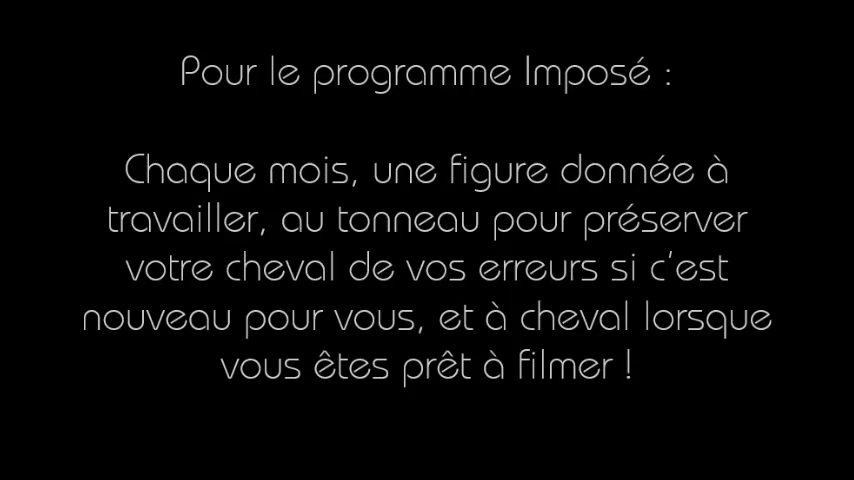 Pour le programme Imposé :
Chaque mois, une figure donnée à
travailler, au tonneau pour préserver
votre cheval de vos erreurs si c'est
nouveau pour vous, et à cheval lorsque
vous êtes prêt à filmer !